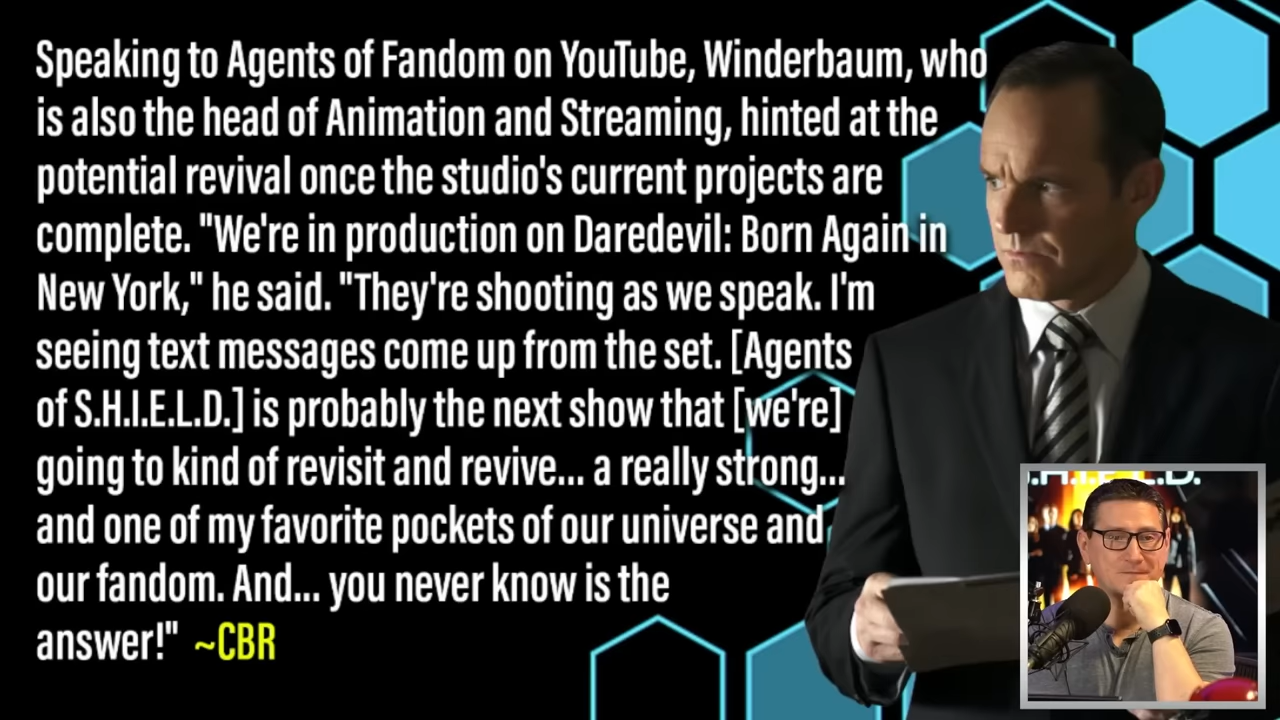 Speaking to Agents of Fandom on YouTube, Winderbaum, who
is also the head of Animation and Streaming, hinted at the
potential revival once the studio's current projects are
complete. "We're in production on Daredevil: Born Again in
New York," he said. "They're shooting as we speak. I'm
seeing text messages come up from the set. [Agents
of S.H.I.E.L.D.] is probably the next show that [we're]
going to kind of revisit and revive... a really strong...
and one of my favorite pockets of our universe and
our fandom. And... you never know is the
answer!" ~CBR